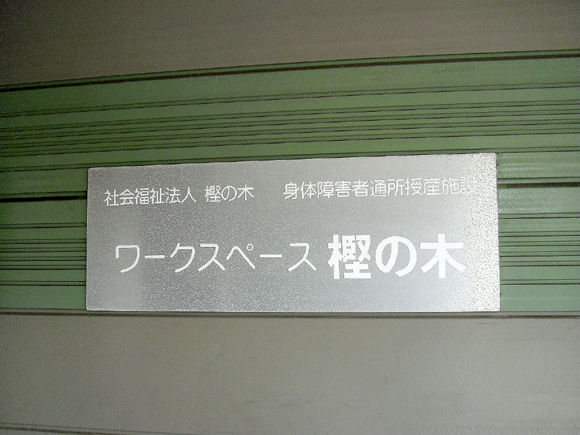 社会福祉法人 樫の木 身体障害者通所授産施設
ワークスペース 樫の木